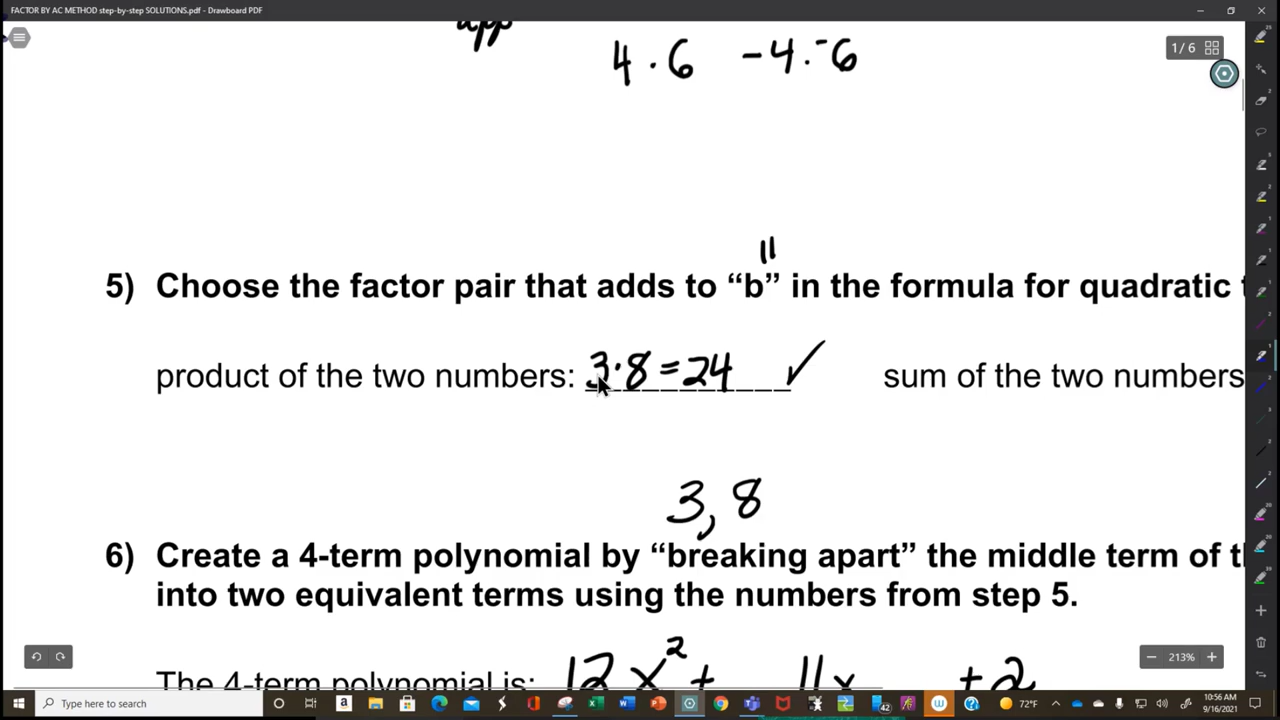 FACTOR BY AC METHOD step-by-step SOLUTIONS.pdf - Drawboard PDF
app
4 · 6 -4 · -6
1/6
11
5) Choose the factor pair that adds to “b” in the formula for quadratic
product of the two numbers: 3·8=24 ✓ sum of the two numbers
3, 8
6) Create a 4-term polynomial by “breaking apart” the middle term of
into two equivalent terms using the numbers from step 5.
The 4-term polynomial is: 12x² + 11x +2
213%
Type here to search
72°F
10:56 AM
9/16/2021